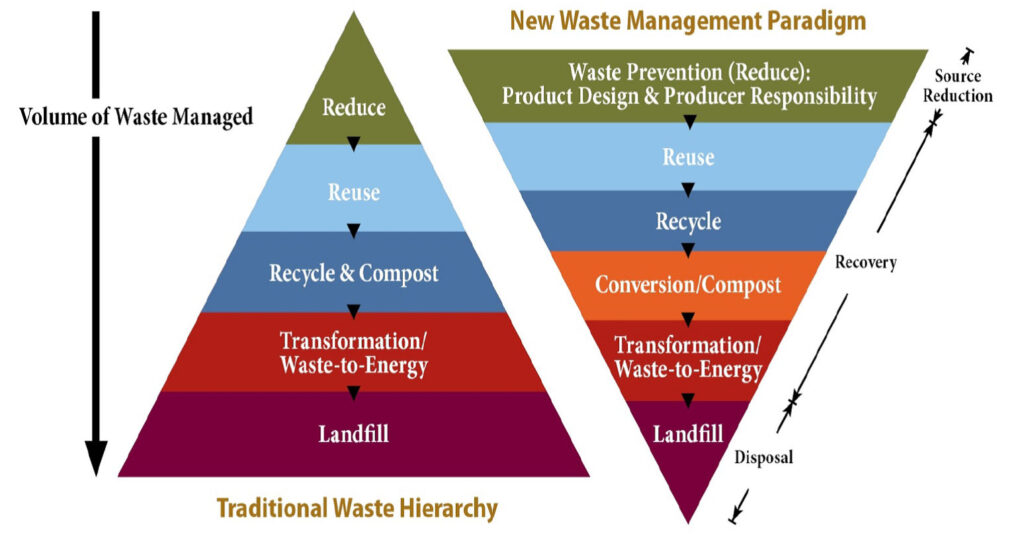 New Waste Management Paradigm
Volume of Waste Managed
Reduce
Reuse
Recycle & Compost
Transformation/
Waste-to-Energy
Landfill
Traditional Waste Hierarchy
Waste Prevention (Reduce):
Product Design & Producer Responsibility
Reuse
Recycle
Conversion/Compost
Transformation/
Waste-to-Energy
Landfill
Source
Reduction
Recovery
Disposal